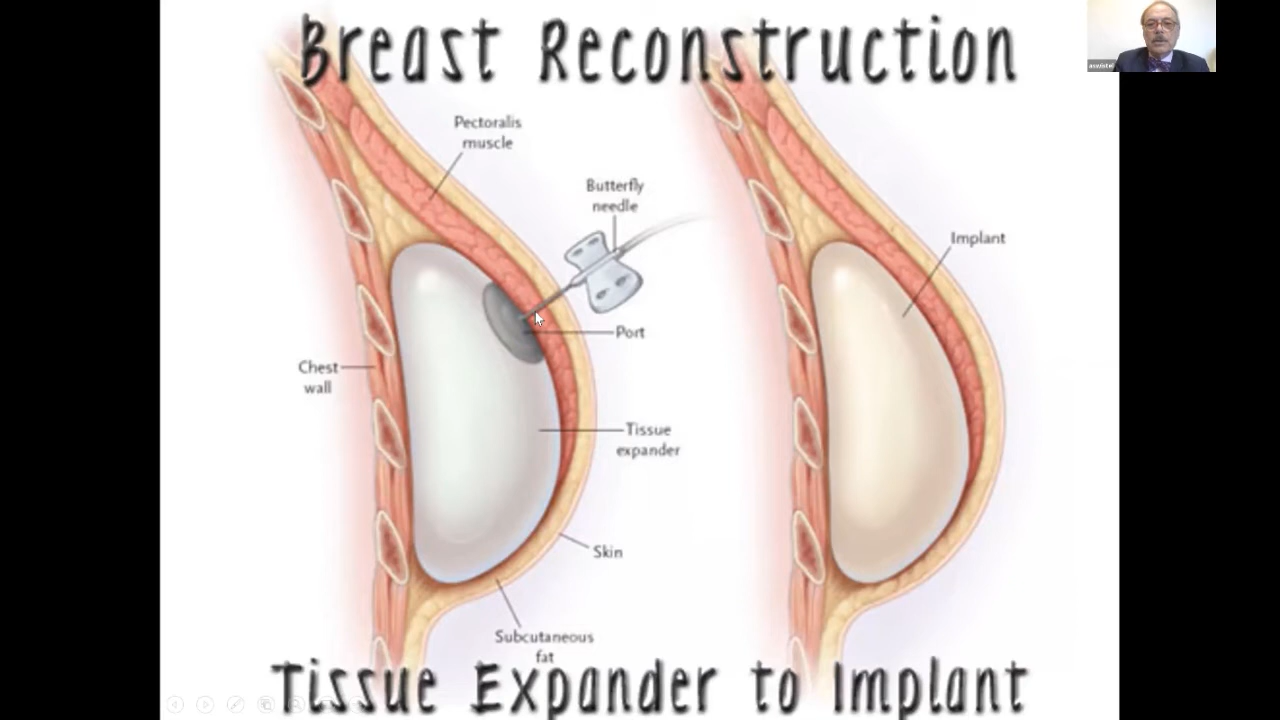 Breast Reconstruction
Pectoralis
muscle
Butterfly
needle
Implant
Port
Chest
wall
Tissue
expander
Skin
Subcutaneous
fat
Tissue Expander to Implant